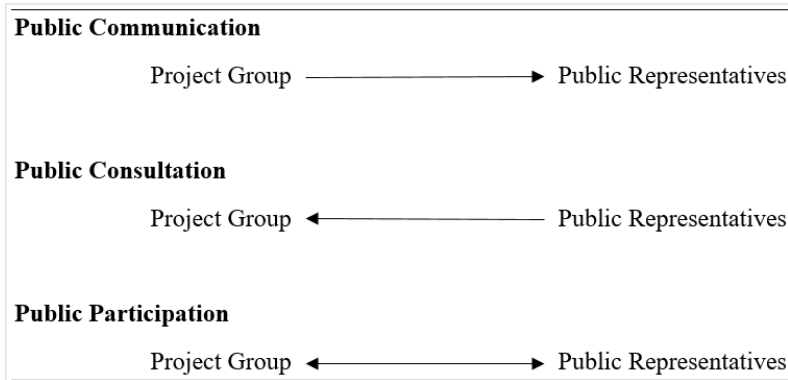 Public Communication
Project Group Public Representatives
Public Consultation
Project Group Public Representatives
Public Participation
Project Group Public Representatives